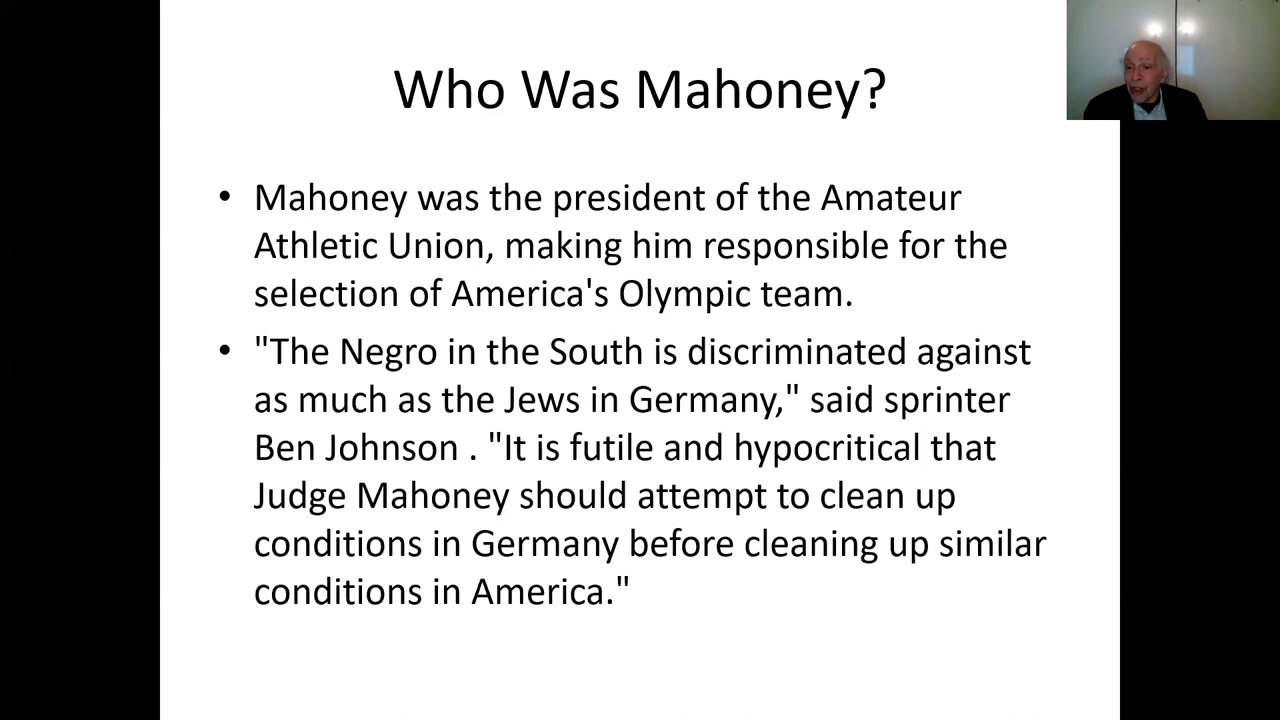 Who Was Mahoney?
• Mahoney was the president of the Amateur
Athletic Union, making him responsible for the
selection of America's Olympic team.
• "The Negro in the South is discriminated against
as much as the Jews in Germany," said sprinter
Ben Johnson . "It is futile and hypocritical that
Judge Mahoney should attempt to clean up
conditions in Germany before cleaning up similar
conditions in America."